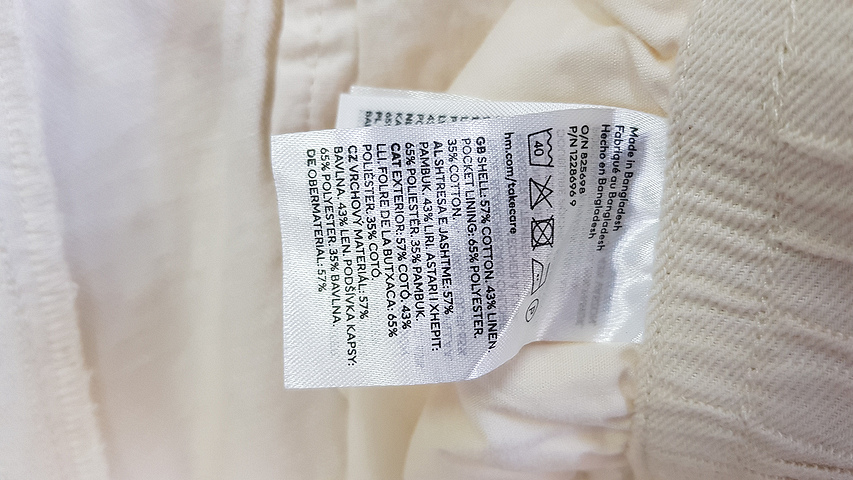 Made in Bangladesh
Fabriqué au Bangladesh
Hecho en Bangladesh
O/N 825698
P/N 1228696 9
40
P
hm.com/takecare
GB SHELL: 57% COTTON. 43% LINEN.
POCKET LINING: 65% POLYESTER.
35% COTTON.
AL SHTRESA E JASHTME: 57%
PAMBUK. 43% LIRI. ASTARI I XHEPIT:
65% POLIESTËR. 35% PAMBUK.
CAT EXTERIOR: 57% COTÓ. 43%
LLI. FOLRE DE LA BUTXACA: 65%
POLIÈSTER. 35% COTÓ.
CZ VRCHOVÝ MATERIÁL: 57%
BAVLNA. 43% LEN. PODŠÍVKA KAPSY:
65% POLYESTER. 35% BAVLNA.
DE OBERMATERIAL: 57%